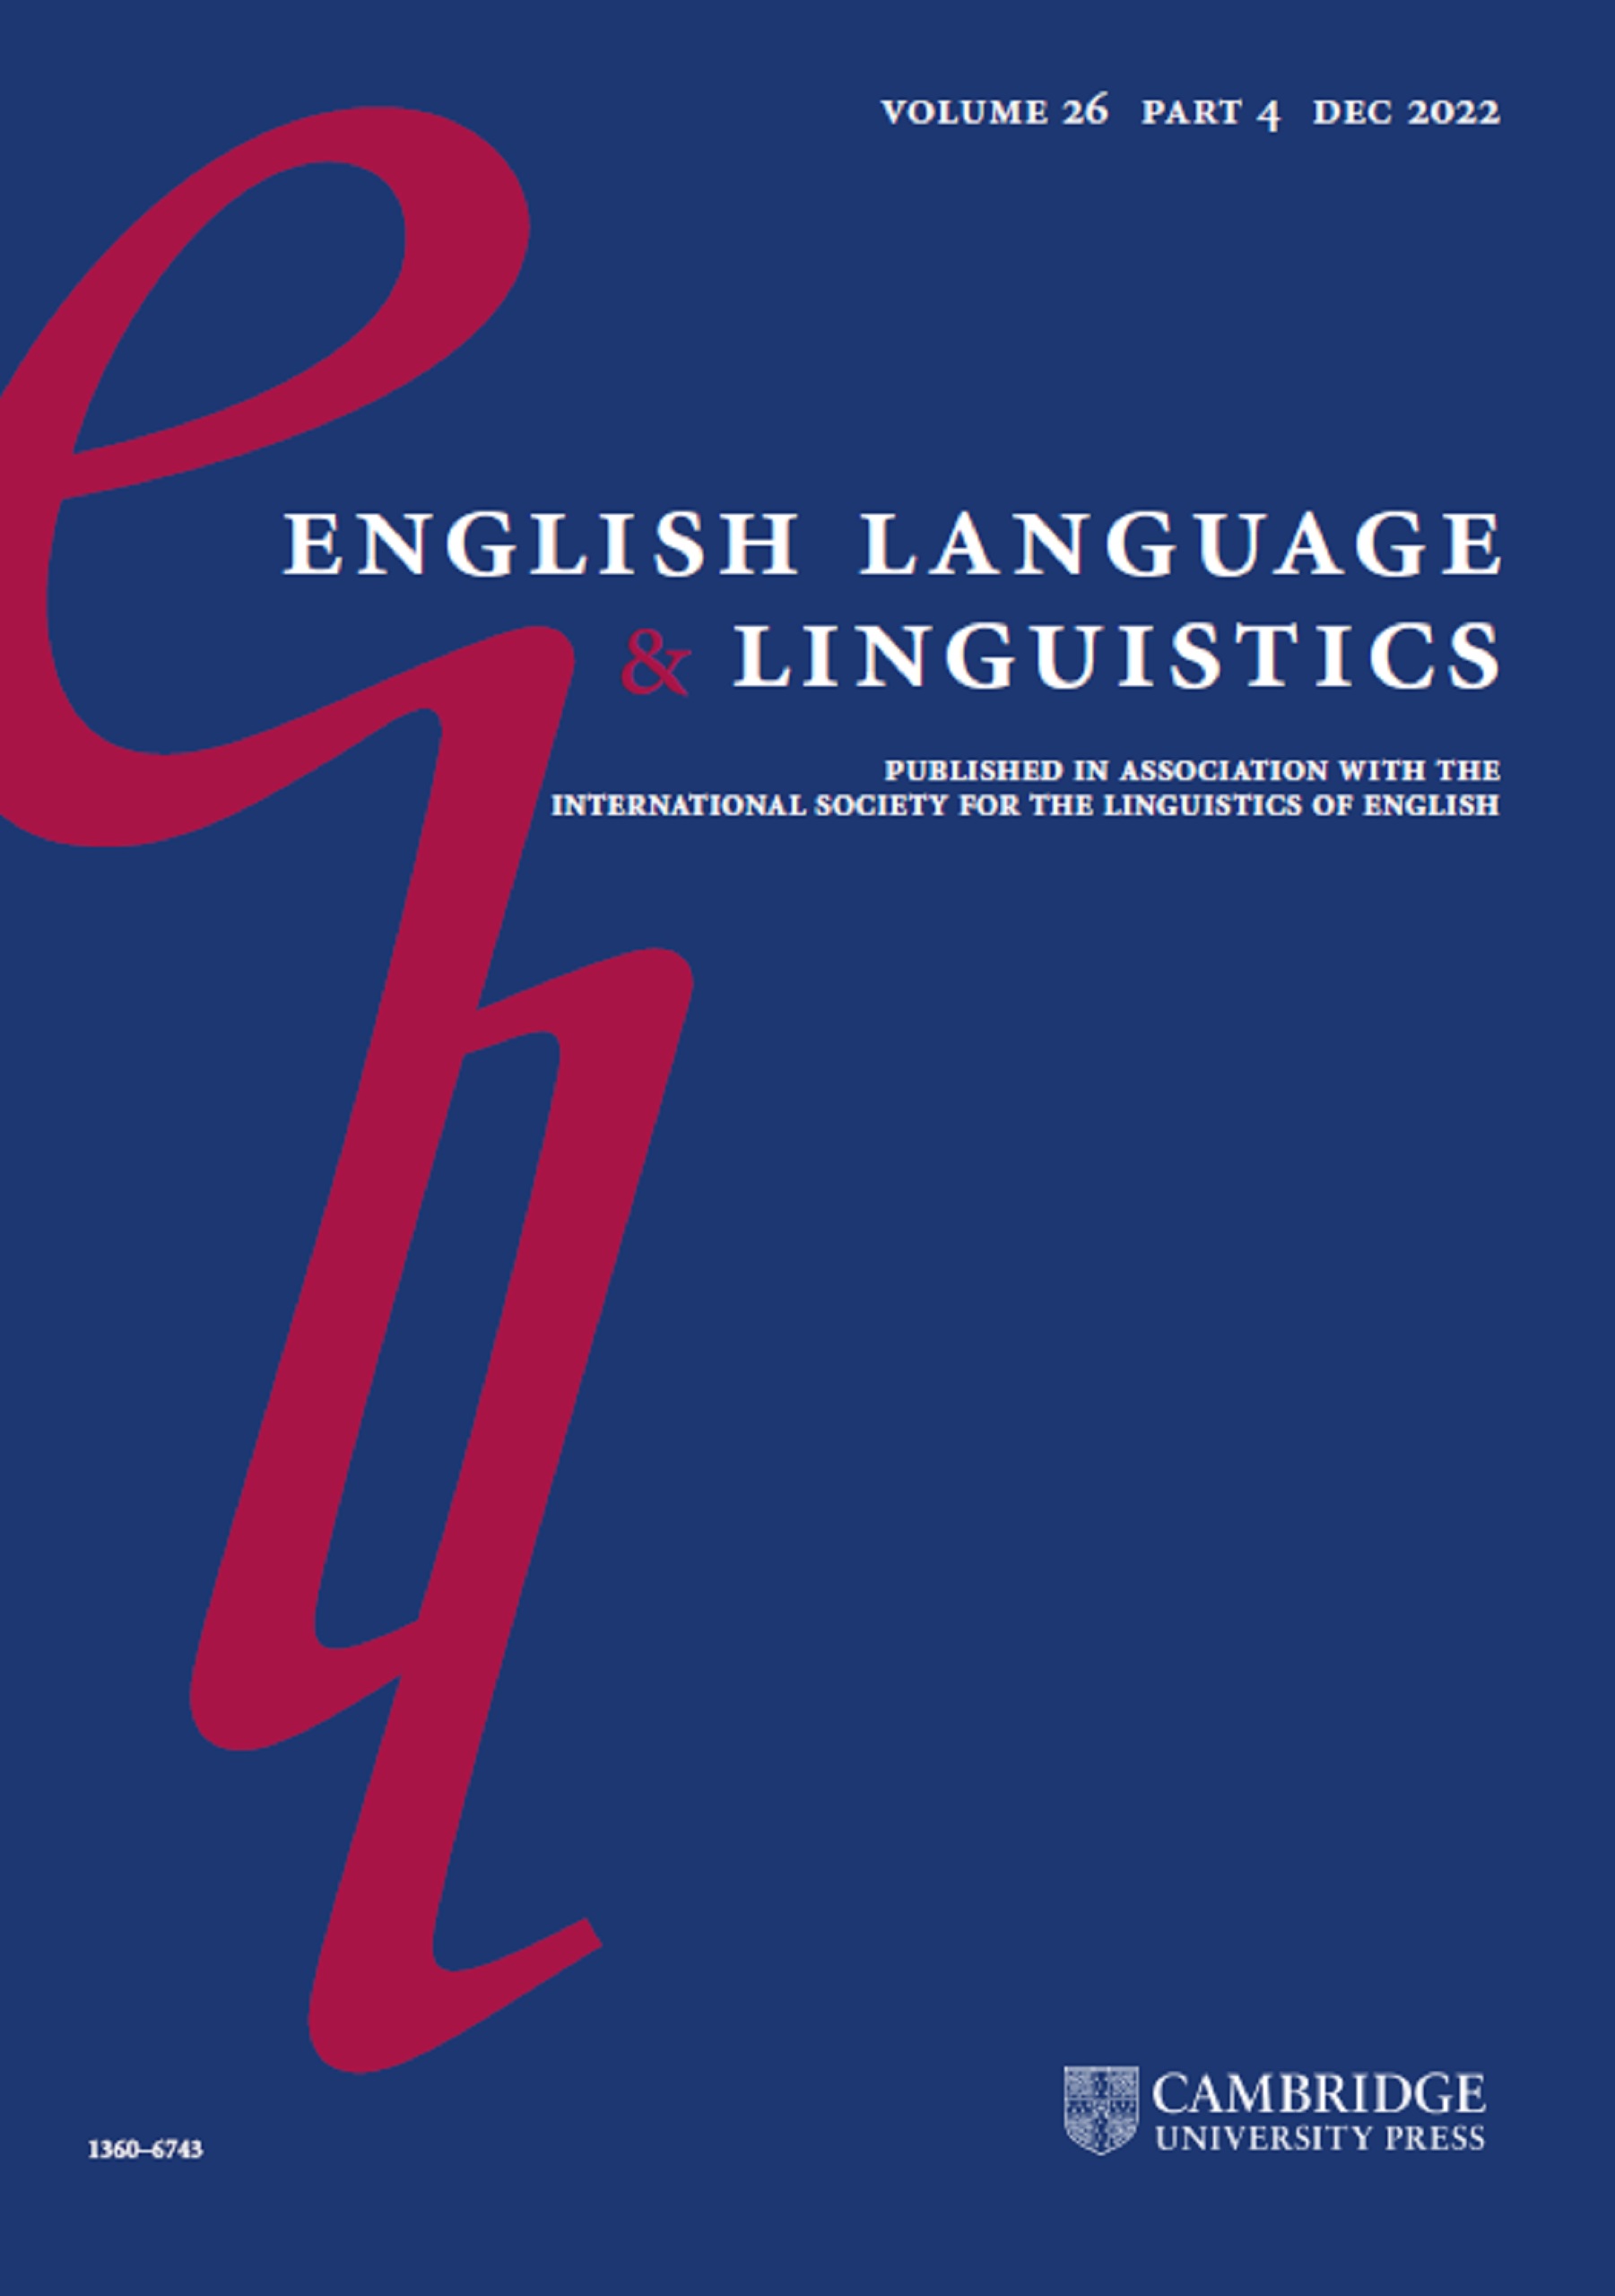 VOLUME 26 PART 4 DEC 2022
ENGLISH LANGUAGE
& LINGUISTICS
PUBLISHED IN ASSOCIATION WITH THE
INTERNATIONAL SOCIETY FOR THE LINGUISTICS OF ENGLISH
ell
CAMBRIDGE
UNIVERSITY PRESS
1360–6743